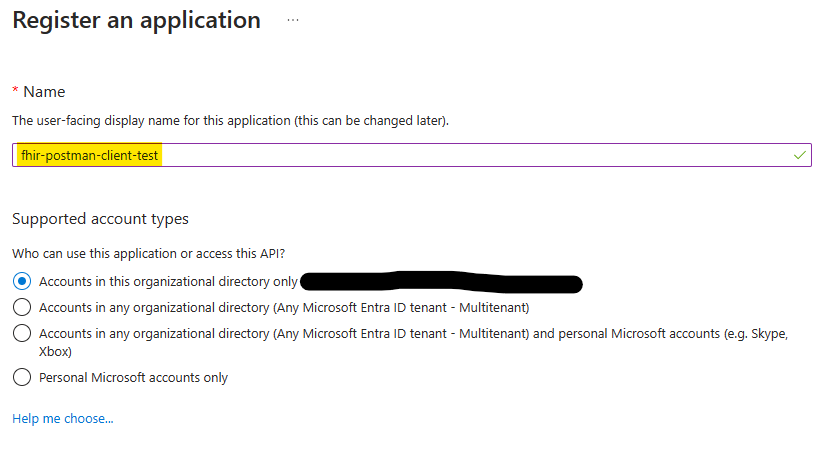 Register an application ...
* Name
The user-facing display name for this application (this can be changed later).
fhir-postman-client-test
Supported account types
Who can use this application or access this API?
Accounts in this organizational directory only
Accounts in any organizational directory (Any Microsoft Entra ID tenant - Multitenant)
Accounts in any organizational directory (Any Microsoft Entra ID tenant - Multitenant) and personal Microsoft accounts (e.g. Skype,
Xbox)
Personal Microsoft accounts only
Help me choose...